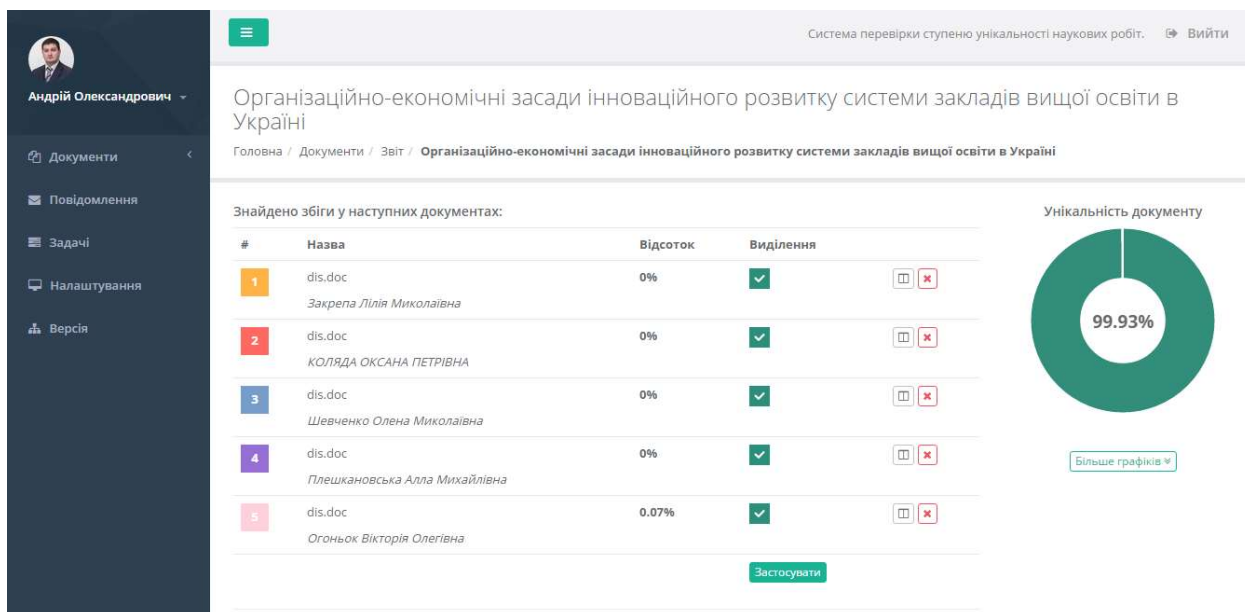 Система перевірки ступеню унікальності наукових робіт. Вийти
Андрій Олександрович
Документи
Повідомлення
Задачі
Налаштування
Версія
Організаційно-економічні засади інноваційного розвитку системи закладів вищої освіти в
Україні
Головна / Документи / Звіт / Організаційно-економічні засади інноваційного розвитку системи закладів вищої освіти в Україні
Знайдено збіги у наступних документах:
# Назва Відсоток Виділення
1 dis.doc 0%
Закрепа Лілія Миколаївна
2 dis.doc 0%
КОЛЯДА ОКСАНА ПЕТРІВНА
3 dis.doc 0%
Шевченко Олена Миколаївна
4 dis.doc 0%
Плешкановська Алла Михайлівна
5 dis.doc 0.07%
Огоньок Вікторія Олегівна
Застосувати
Унікальність документу
99.93%
Більше графіків